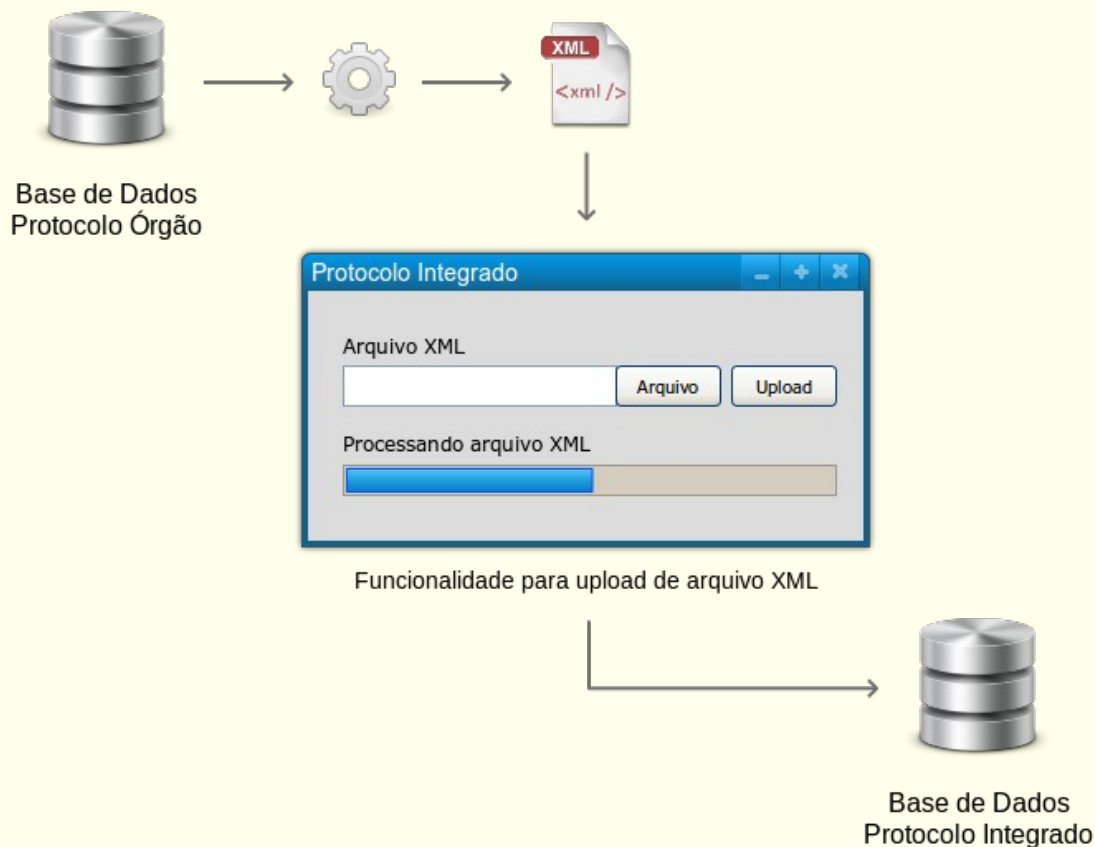 XML
<xml />
Base de Dados
Protocolo Órgão
Protocolo Integrado
Arquivo XML
Arquivo
Upload
Processando arquivo XML
Funcionalidade para upload de arquivo XML
Base de Dados
Protocolo Integrado